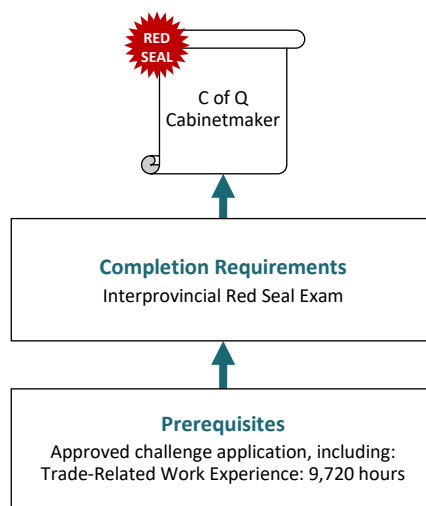 RED
SEAL
C of Q
Cabinetmaker
Completion Requirements
Interprovincial Red Seal Exam
Prerequisites
Approved challenge application, including:
Trade-Related Work Experience: 9,720 hours